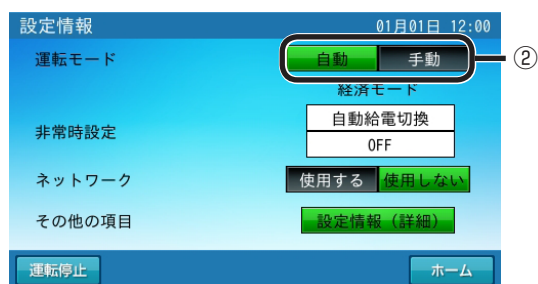 設定情報 01月01日 12:00
運転モード 自動 手動 ②
経済モード
非常時設定 自動給電切換
OFF
ネットワーク 使用する 使用しない
その他の項目 設定情報（詳細）
運転停止 ホーム